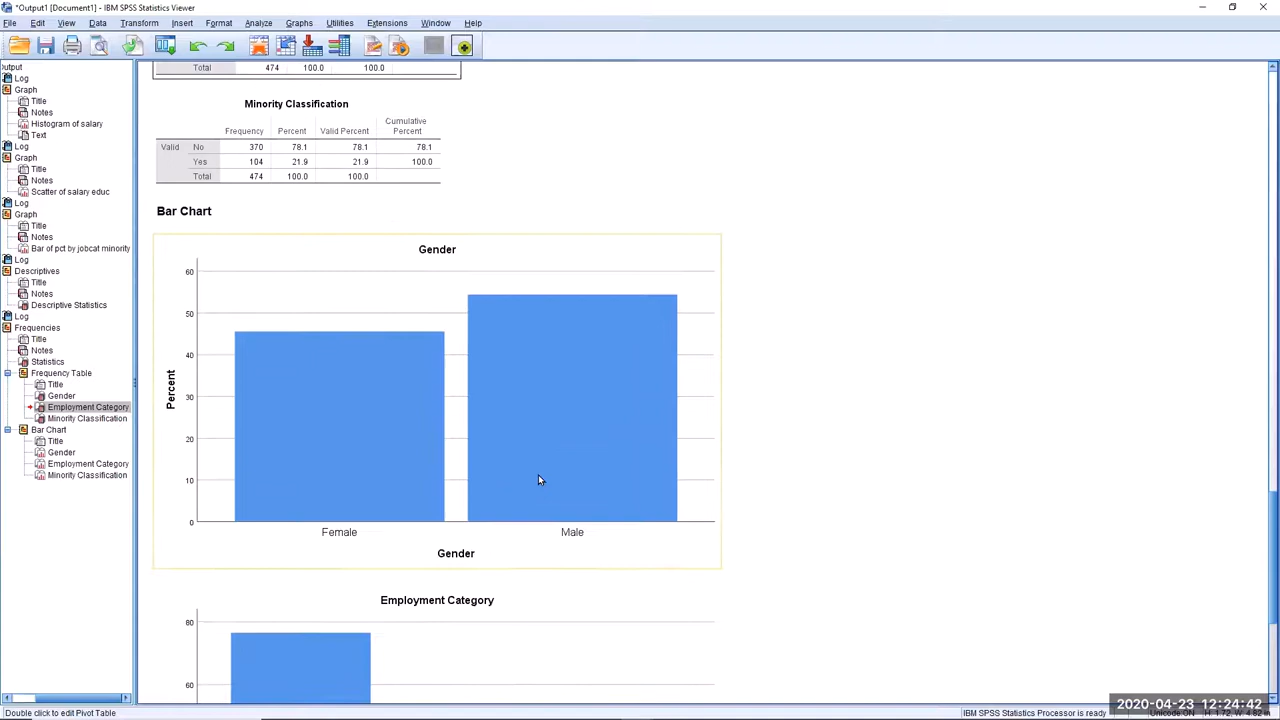 *Output1 [Document1] - IBM SPSS Statistics Viewer
File Edit View Data Transform Insert Format Analyze Graphs Utilities Extensions Window Help
utput
Log
Graph
Title
Notes
Histogram of salary
Text
Log
Graph
Title
Notes
Scatter of salary educ
Log
Graph
Title
Notes
Bar of pct by jobcat minority
Log
Descriptives
Title
Notes
Descriptive Statistics
Log
Frequencies
Title
Notes
Statistics
Frequency Table
Title
Gender
Employment Category
Minority Classification
Bar Chart
Title
Gender
Employment Category
Minority Classification
Total 474 100.0 100.0
Minority Classification
Frequency Percent Valid Percent Cumulative Percent
Valid No 370 78.1 78.1 78.1
Yes 104 21.9 21.9 100.0
Total 474 100.0 100.0
Bar Chart
Gender
60
50
40
30
20
10
0
Percent
Female Male
Gender
Employment Category
80
60
Double click to edit Pivot Table
IBM SPSS Statistics Processor is ready
2020-04-23 12:24:42